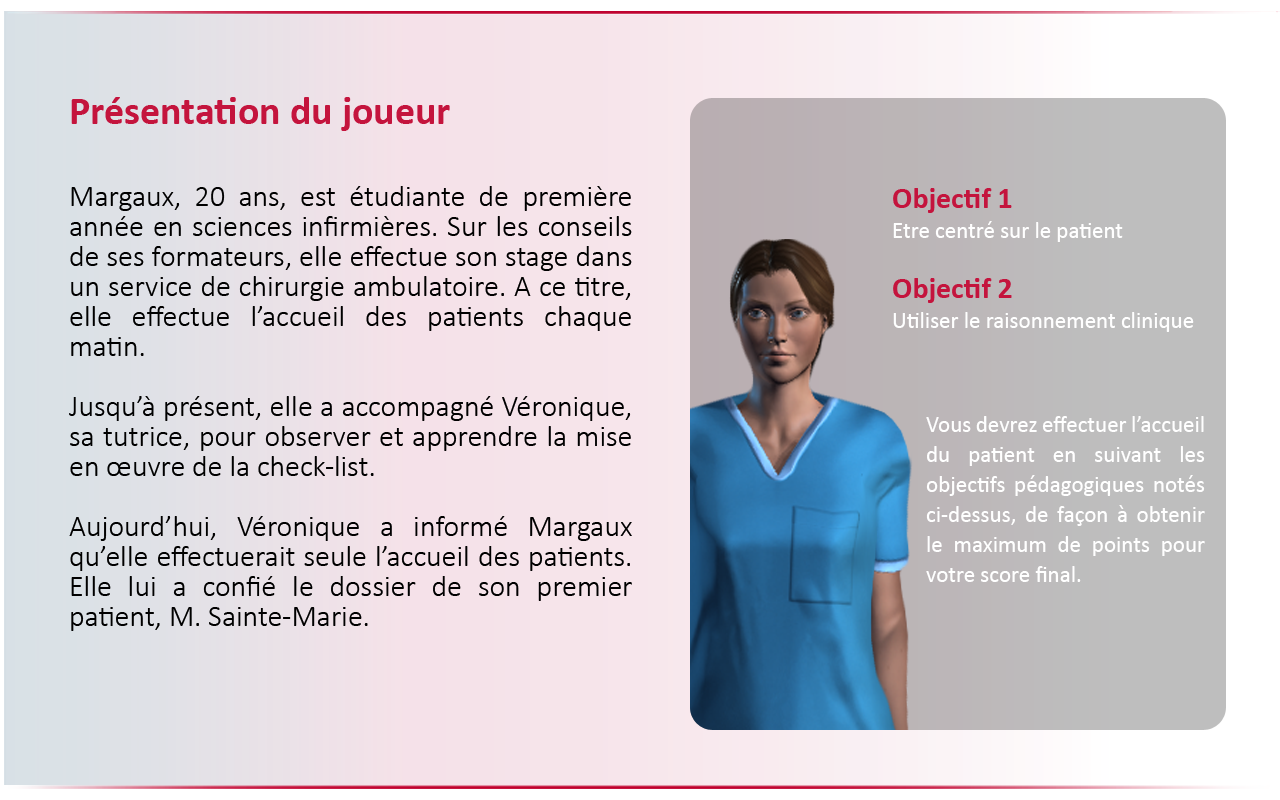 Présentation du joueur
Margaux, 20 ans, est étudiante de première
année en sciences infirmières. Sur les conseils
de ses formateurs, elle effectue son stage dans
un service de chirurgie ambulatoire. A ce titre,
elle effectue l’accueil des patients chaque
matin.
Jusqu’à présent, elle a accompagné Véronique,
sa tutrice, pour observer et apprendre la mise
en œuvre de la check-list.
Aujourd’hui, Véronique a informé Margaux
qu’elle effectuerait seule l’accueil des patients.
Elle lui a confié le dossier de son premier
patient, M. Sainte-Marie.
Objectif 1
Etre centré sur le patient
Objectif 2
Utiliser le raisonnement clinique
Vous devrez effectuer l’accueil
du patient en suivant les
objectifs pédagogiques notés
ci-dessus, de façon à obtenir
le maximum de points pour
votre score final.